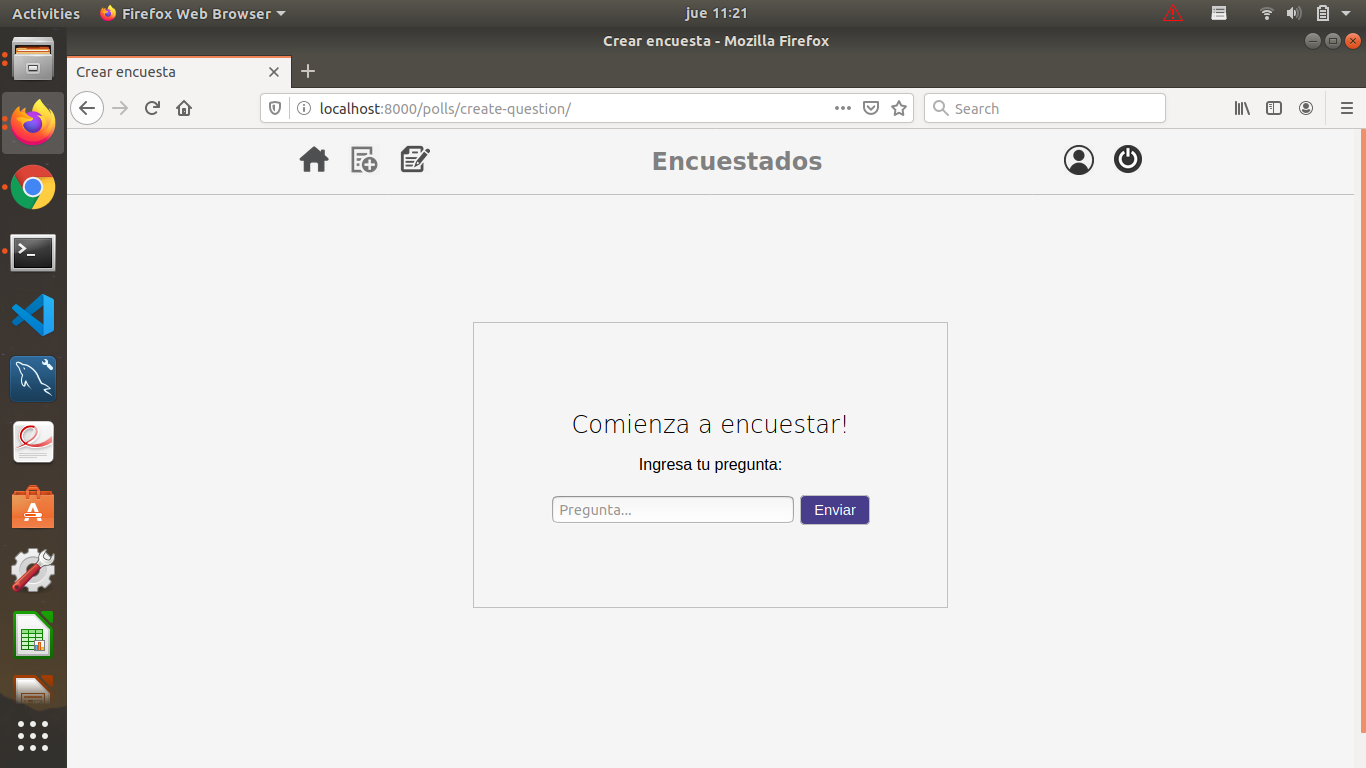 Activities Firefox Web Browser jue 11:21
Crear encuesta - Mozilla Firefox
Crear encuesta
localhost:8000/polls/create-question/ Search
Encuestados
Comienza a encuestar!
Ingresa tu pregunta:
Pregunta... Enviar